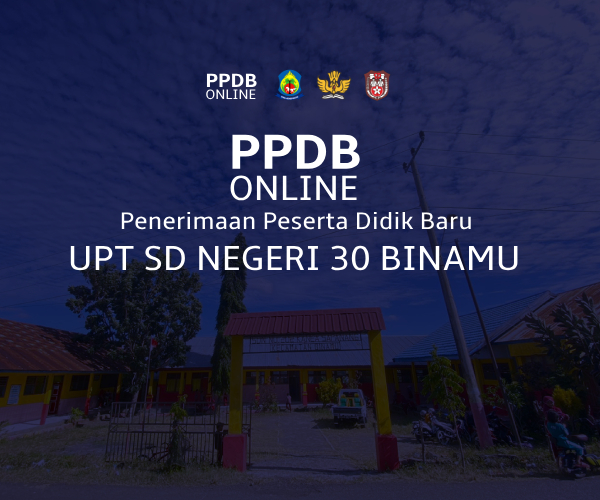 PPDB
ONLINE
PPDB
ONLINE
Penerimaan Peserta Didik Baru
UPT SD NEGERI 30 BINAMU